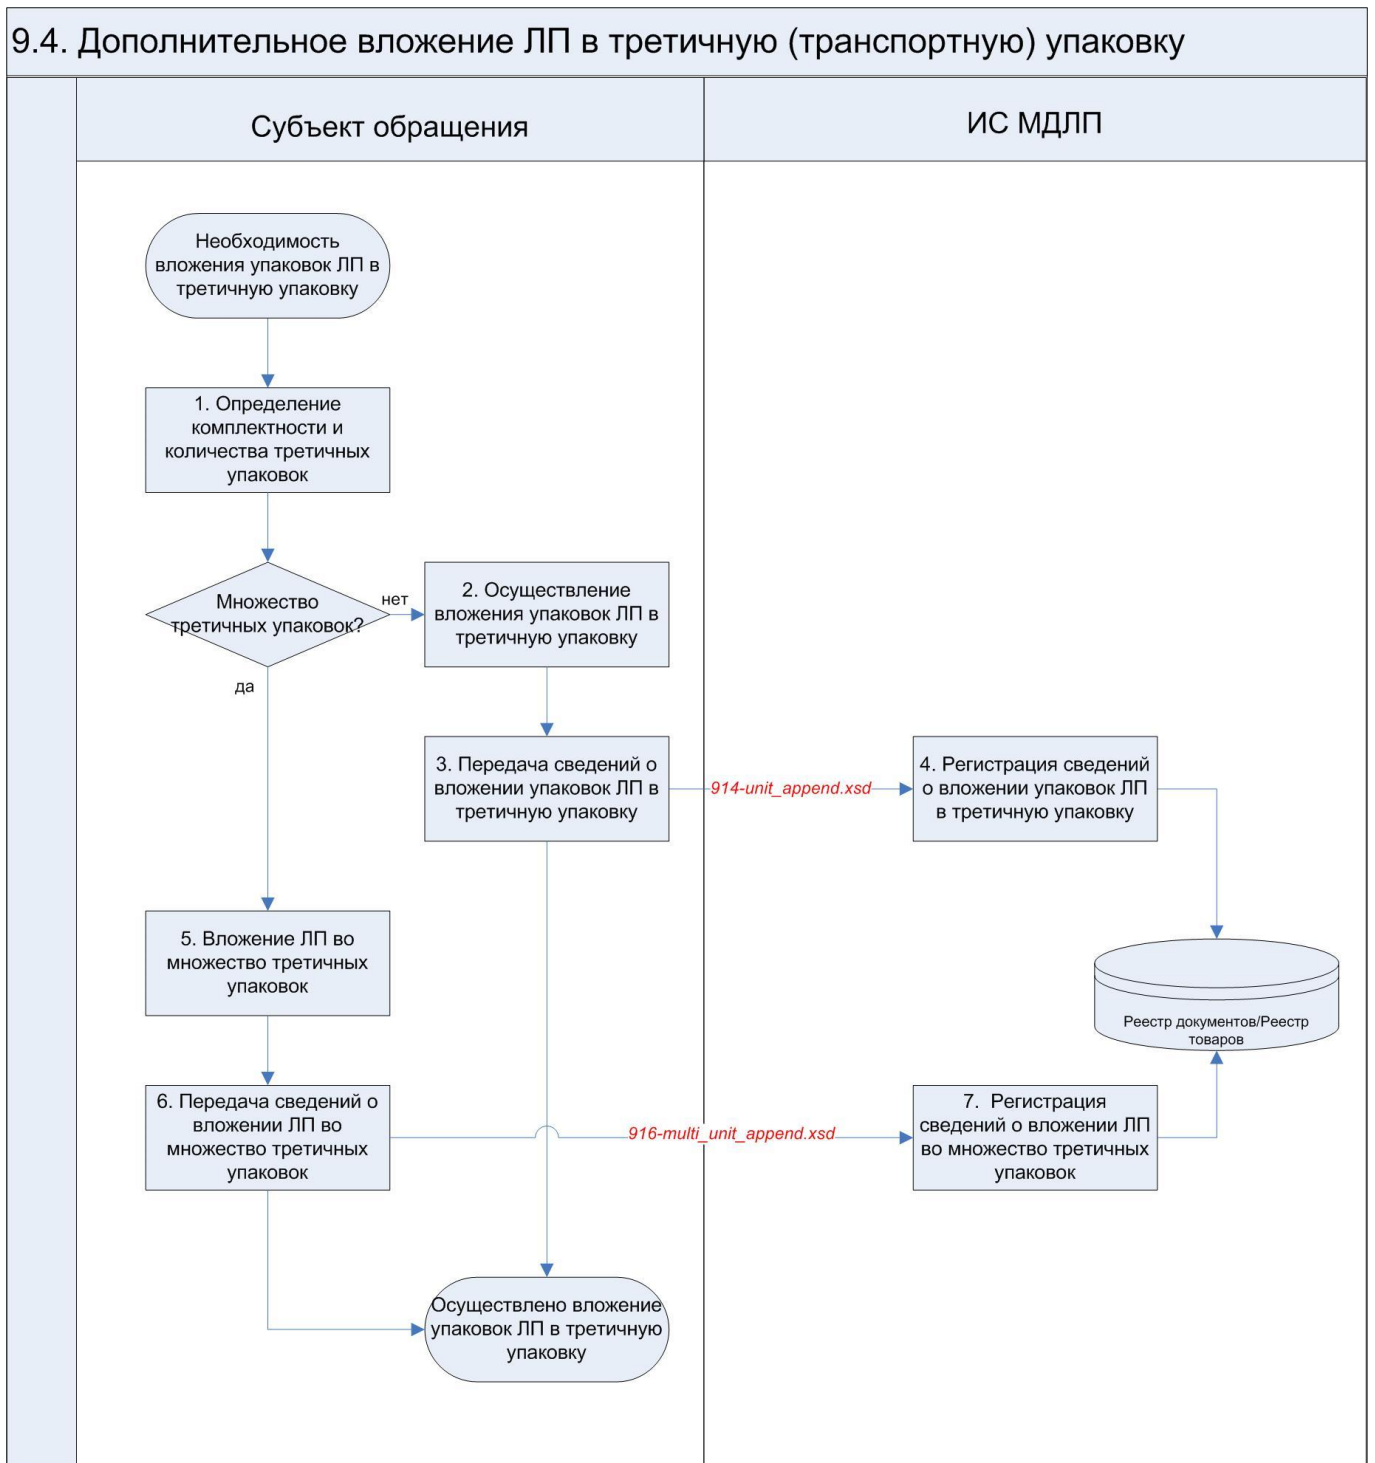 9.4. Дополнительное вложение ЛП в третичную (транспортную) упаковку
Субъект обращения
ИС МДЛП
Необходимость
вложения упаковок ЛП в
третичную упаковку
1. Определение
комплектности и
количества третичных
упаковок
Множество
третичных упаковок?
нет
да
2. Осуществление
вложения упаковок ЛП в
третичную упаковку
3. Передача сведений о
вложении упаковок ЛП в
третичную упаковку
914-unit_append.xsd
4. Регистрация сведений
о вложении упаковок ЛП
в третичную упаковку
5. Вложение ЛП во
множество третичных
упаковок
Реестр документов/Реестр
товаров
6. Передача сведений о
вложении ЛП во
множество третичных
упаковок
916-multi_unit_append.xsd
7. Регистрация
сведений о вложении ЛП
во множество третичных
упаковок
Осуществлено вложение
упаковок ЛП в третичную
упаковку